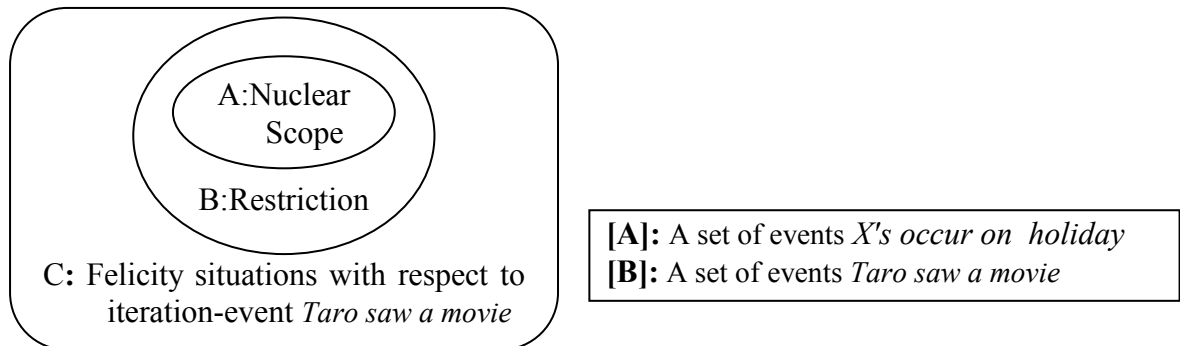 A:Nuclear
Scope
B:Restriction
C: Felicity situations with respect to
iteration-event Taro saw a movie
[A]: A set of events X's occur on holiday
[B]: A set of events Taro saw a movie